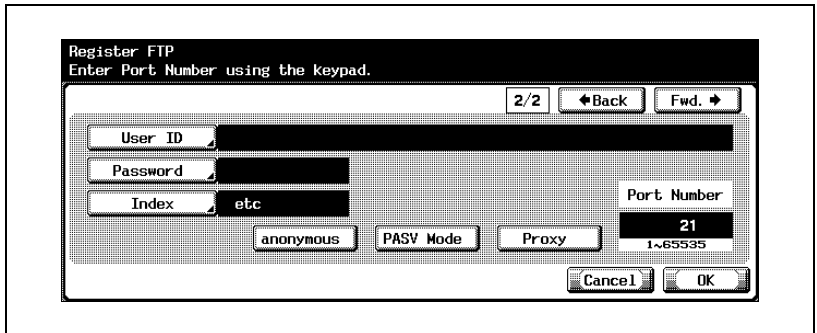 Register FTP
Enter Port Number using the keypad.
2/2 ←Back Fwd. →
User ID
Password
Index etc
Port Number
21
1~65535
anonymous PASV Mode Proxy
Cancel OK